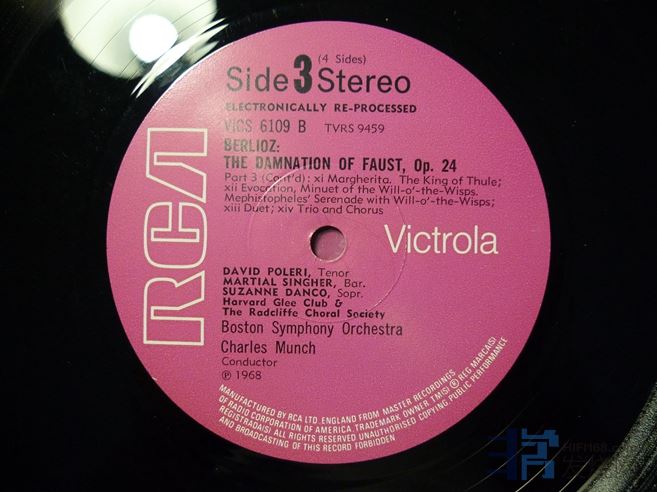 (4 Sides)
Side 3 Stereo
ELECTRONICALLY RE-PROCESSED
VICS 6109 B TVRS 9459
BERLIOZ:
THE DAMNATION OF FAUST, Op. 24
Part 3 (Cont'd): xi Margherita. The King of Thule;
xii Evocation, Minuet of the Will-o'-the-Wisps.
Mephistopheles' Serenade with Will-o'-the-Wisps;
xiii Duet; xiv Trio and Chorus
RCA
Victrola
DAVID POLERI, Tenor
MARTIAL SINGHER, Bar.
SUZANNE DANCO, Sopr.
Harvard Glee Club &
The Radcliffe Choral Society
Boston Symphony Orchestra
Charles Munch
Conductor
℗ 1968
MANUFACTURED BY RCA LTD., ENGLAND FROM MASTER RECORDINGS
OF RADIO CORPORATION OF AMERICA. TRADEMARK OWNER. TM(S) ® REG MARCA(S)
REGISTRADA(S) ALL RIGHTS RESERVED UNAUTHORISED COPYING PUBLIC PERFORMANCE
AND BROADCASTING OF THIS RECORD FORBIDDEN